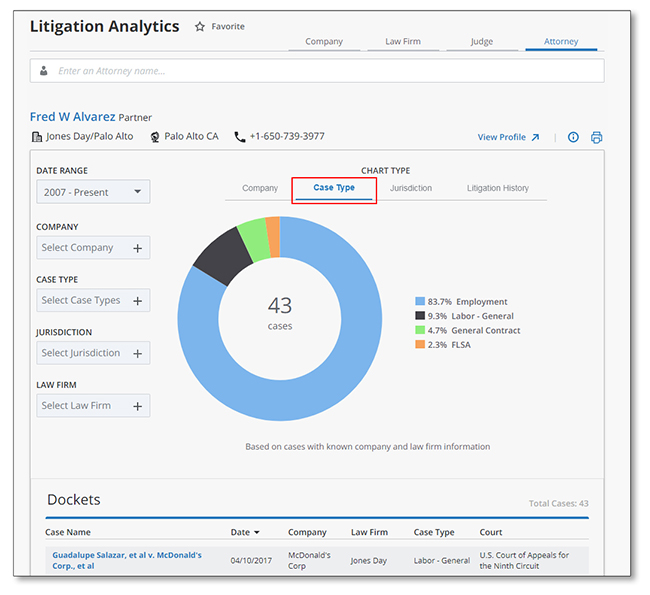 Litigation Analytics Favorite
Company Law Firm Judge Attorney
Enter an Attorney name...
Fred W Alvarez Partner
Jones Day/Palo Alto Palo Alto CA +1-650-739-3977 View Profile
DATE RANGE
2007 - Present
COMPANY
Select Company +
CASE TYPE
Select Case Types +
JURISDICTION
Select Jurisdiction +
LAW FIRM
Select Law Firm +
CHART TYPE
Company Case Type Jurisdiction Litigation History
43
cases
83.7% Employment
9.3% Labor - General
4.7% General Contract
2.3% FLSA
Based on cases with known company and law firm information
Dockets Total Cases: 43
Case Name Date Company Law Firm Case Type Court
Guadalupe Salazar, et al v. McDonald's McDonald's U.S. Court of Appeals for
04/10/2017 Jones Day Labor - General
Corp., et al Corp the Ninth Circuit